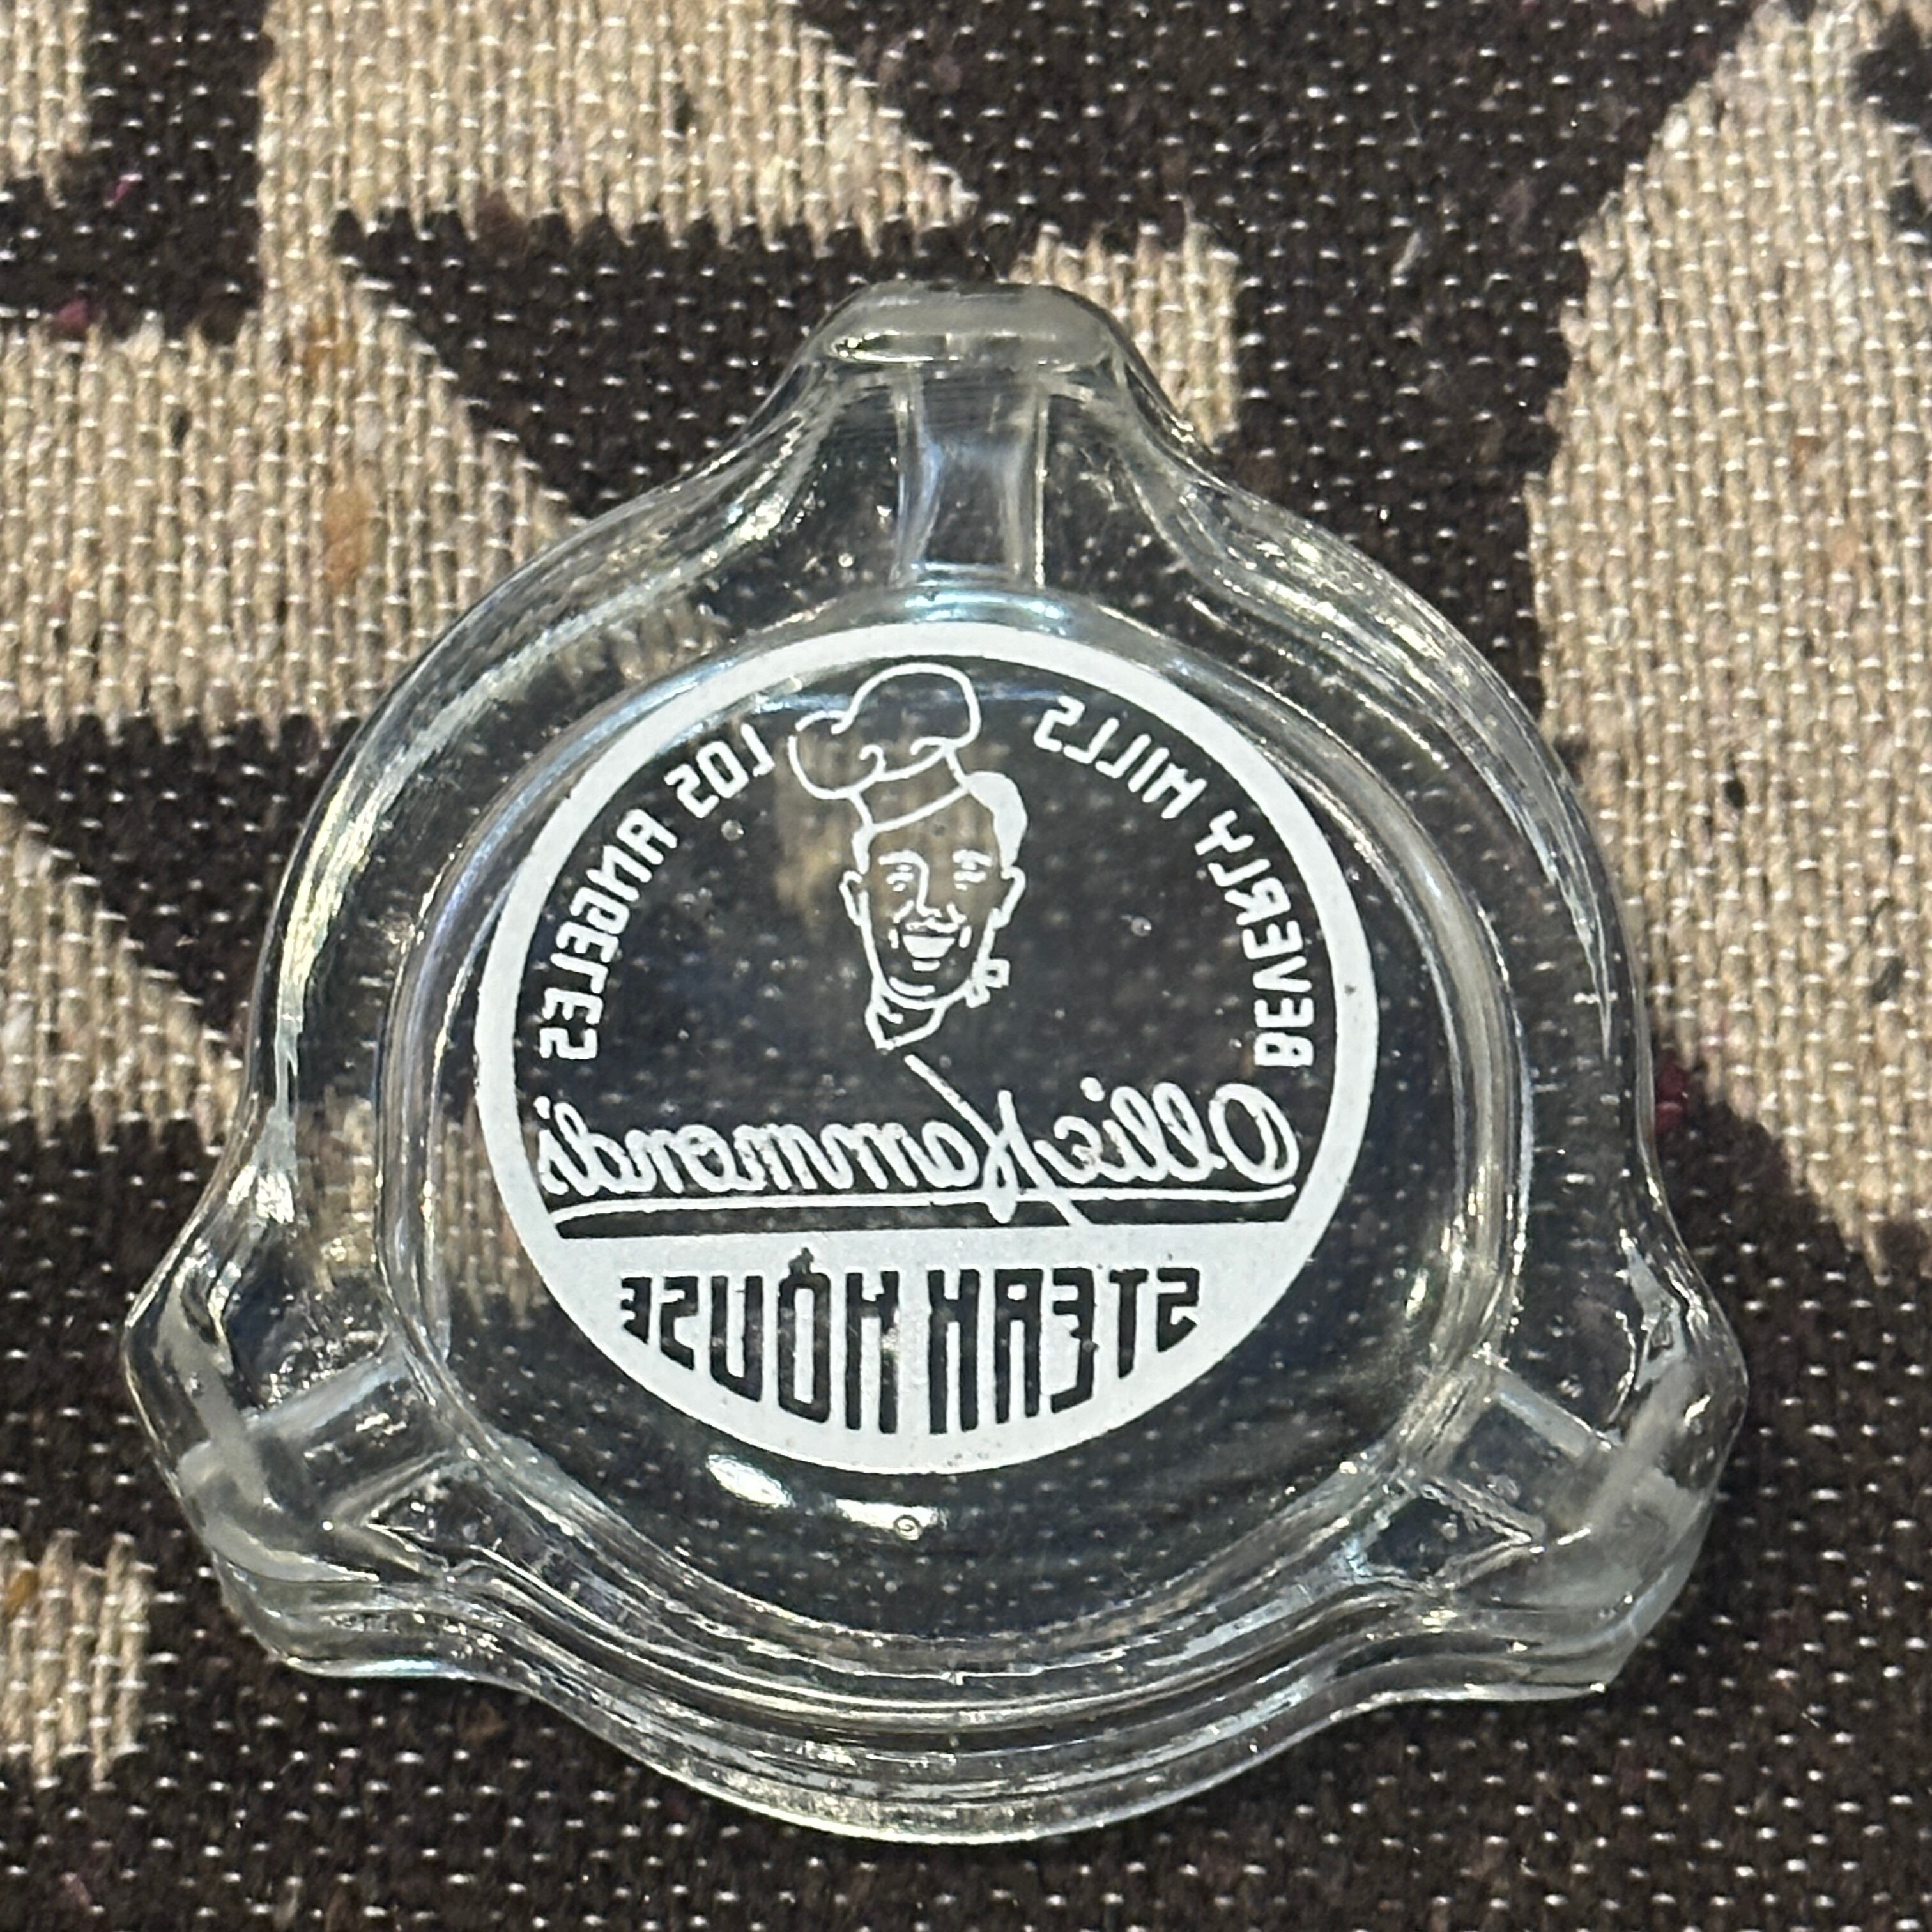 BEVERLY HILLS
LOS ANGELES
Ollie Hammond's
STEAK HOUSE